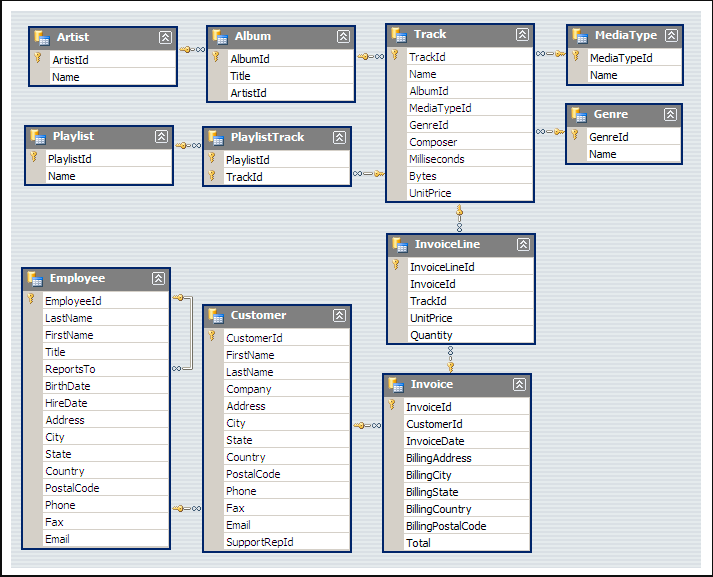 Artist
ArtistId
Name
Album
AlbumId
Title
ArtistId
Track
TrackId
Name
AlbumId
MediaTypeId
GenreId
Composer
Milliseconds
Bytes
UnitPrice
MediaType
MediaTypeId
Name
Genre
GenreId
Name
Playlist
PlaylistId
Name
PlaylistTrack
PlaylistId
TrackId
InvoiceLine
InvoiceLineId
InvoiceId
TrackId
UnitPrice
Quantity
Employee
EmployeeId
LastName
FirstName
Title
ReportsTo
BirthDate
HireDate
Address
City
State
Country
PostalCode
Phone
Fax
Email
Customer
CustomerId
FirstName
LastName
Company
Address
City
State
Country
PostalCode
Phone
Fax
Email
SupportRepId
Invoice
InvoiceId
CustomerId
InvoiceDate
BillingAddress
BillingCity
BillingState
BillingCountry
BillingPostalCode
Total